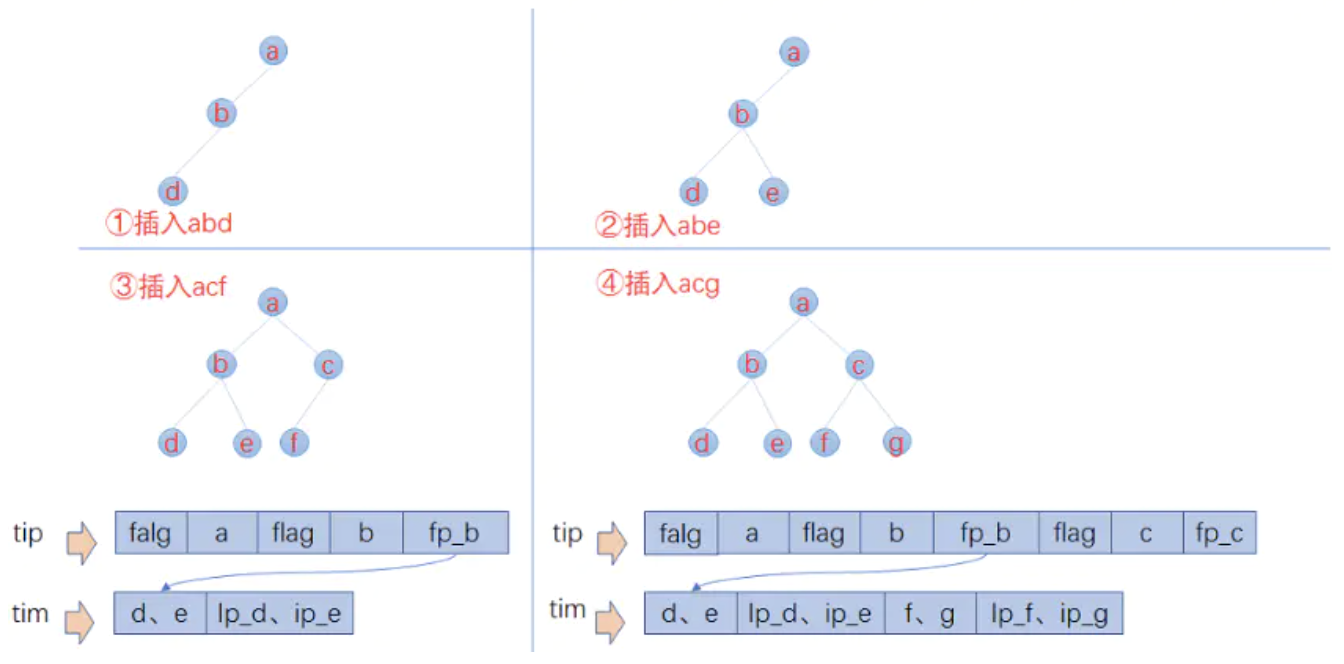 a
b
d
①插入abd
a
b
d e
②插入abe
③插入acf
a
b c
d e f
tip falg a flag b fp_b
tim d、e lp_d、ip_e
④插入acg
a
b c
d e f g
tip falg a flag b fp_b flag c fp_c
tim d、e lp_d、ip_e f、g lp_f、ip_g